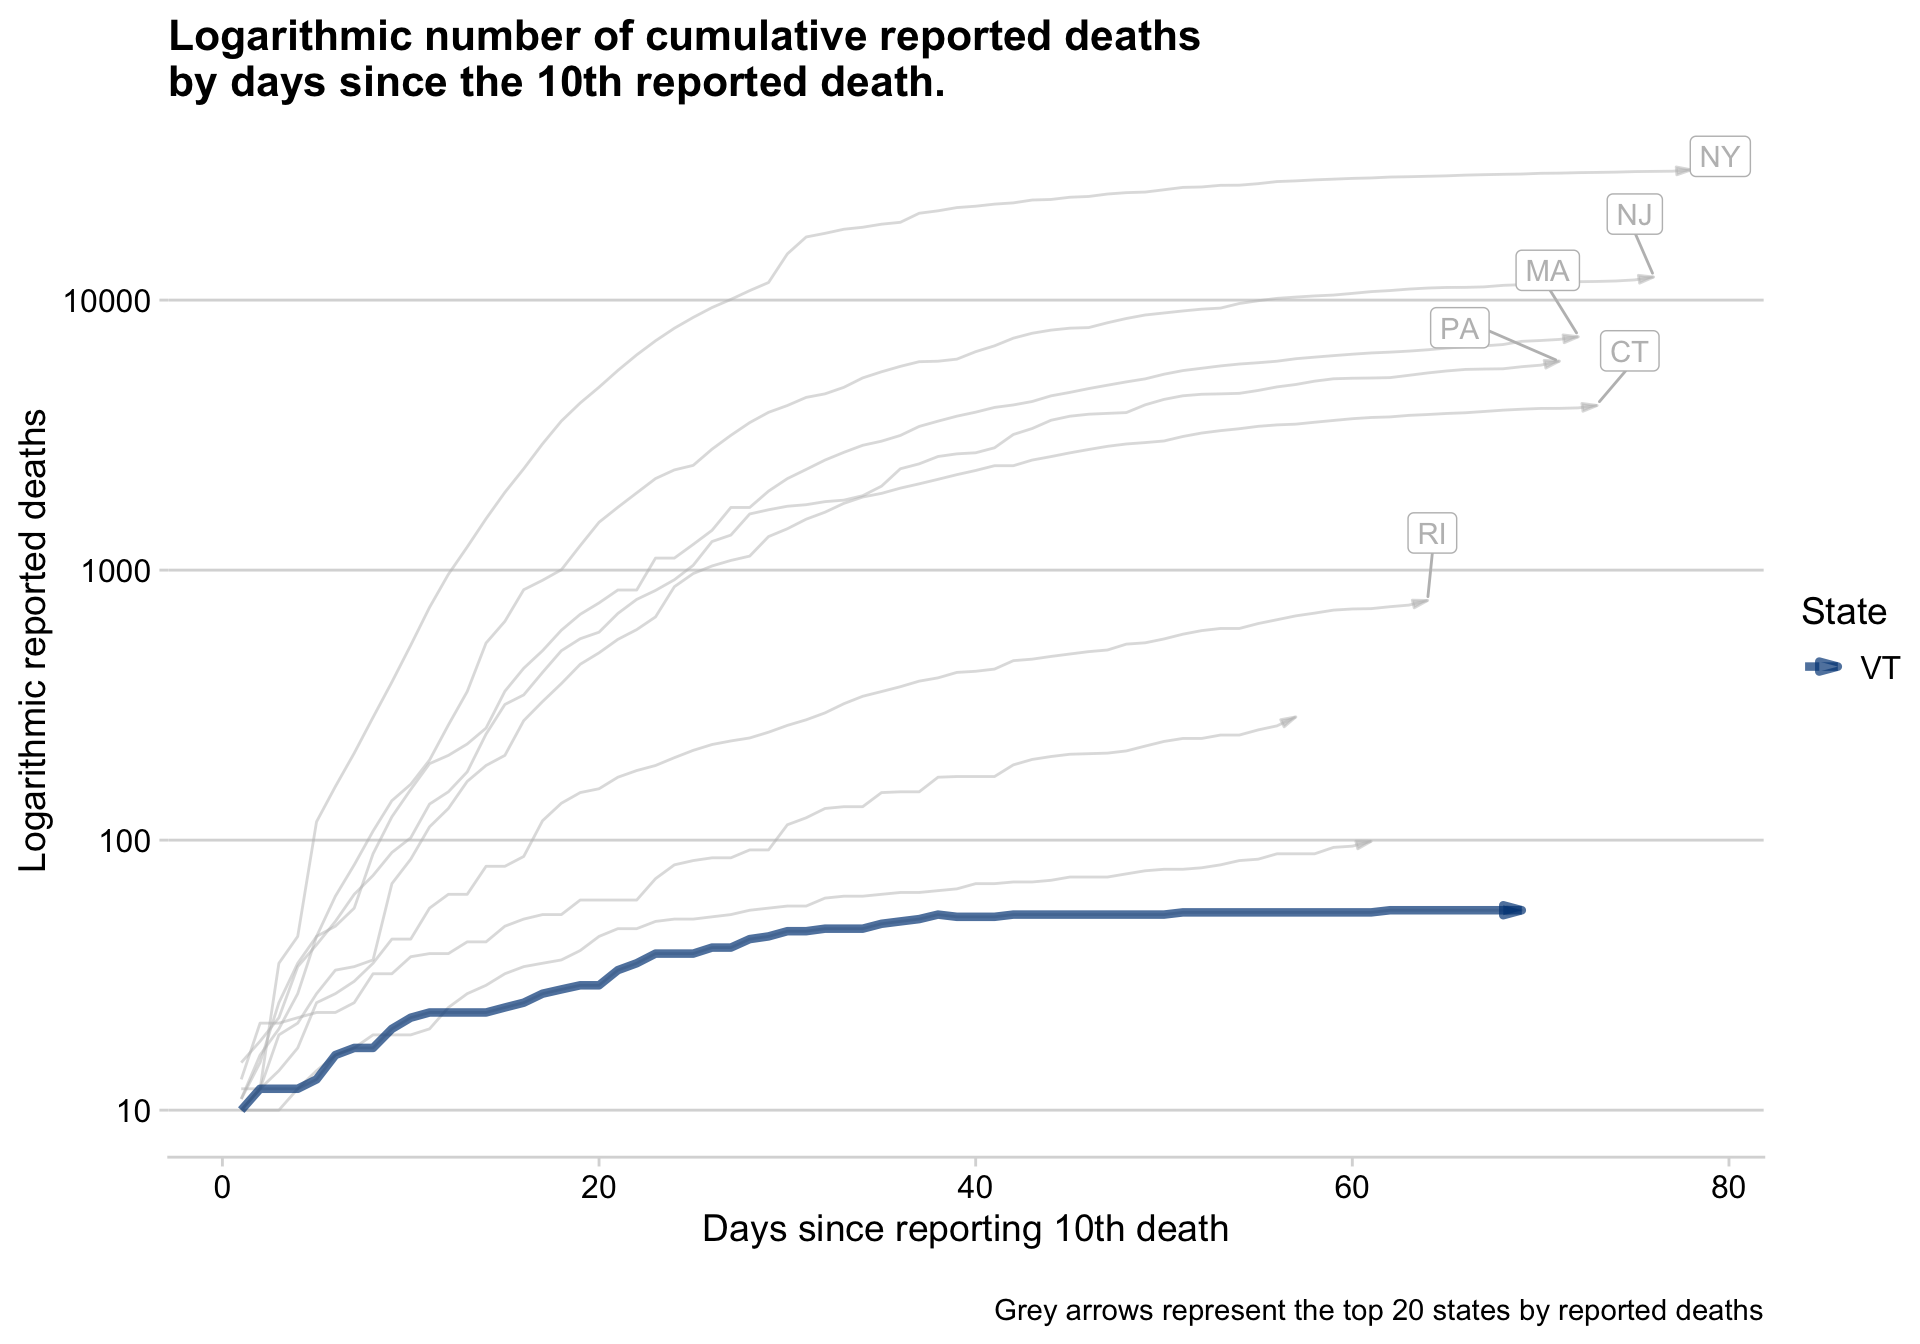 Logarithmic number of cumulative reported deaths
by days since the 10th reported death.
NY
NJ
MA
10000
PA
CT
RI
1000
State
VT
100
10
Logarithmic reported deaths
0 20 40 60 80
Days since reporting 10th death
Grey arrows represent the top 20 states by reported deaths